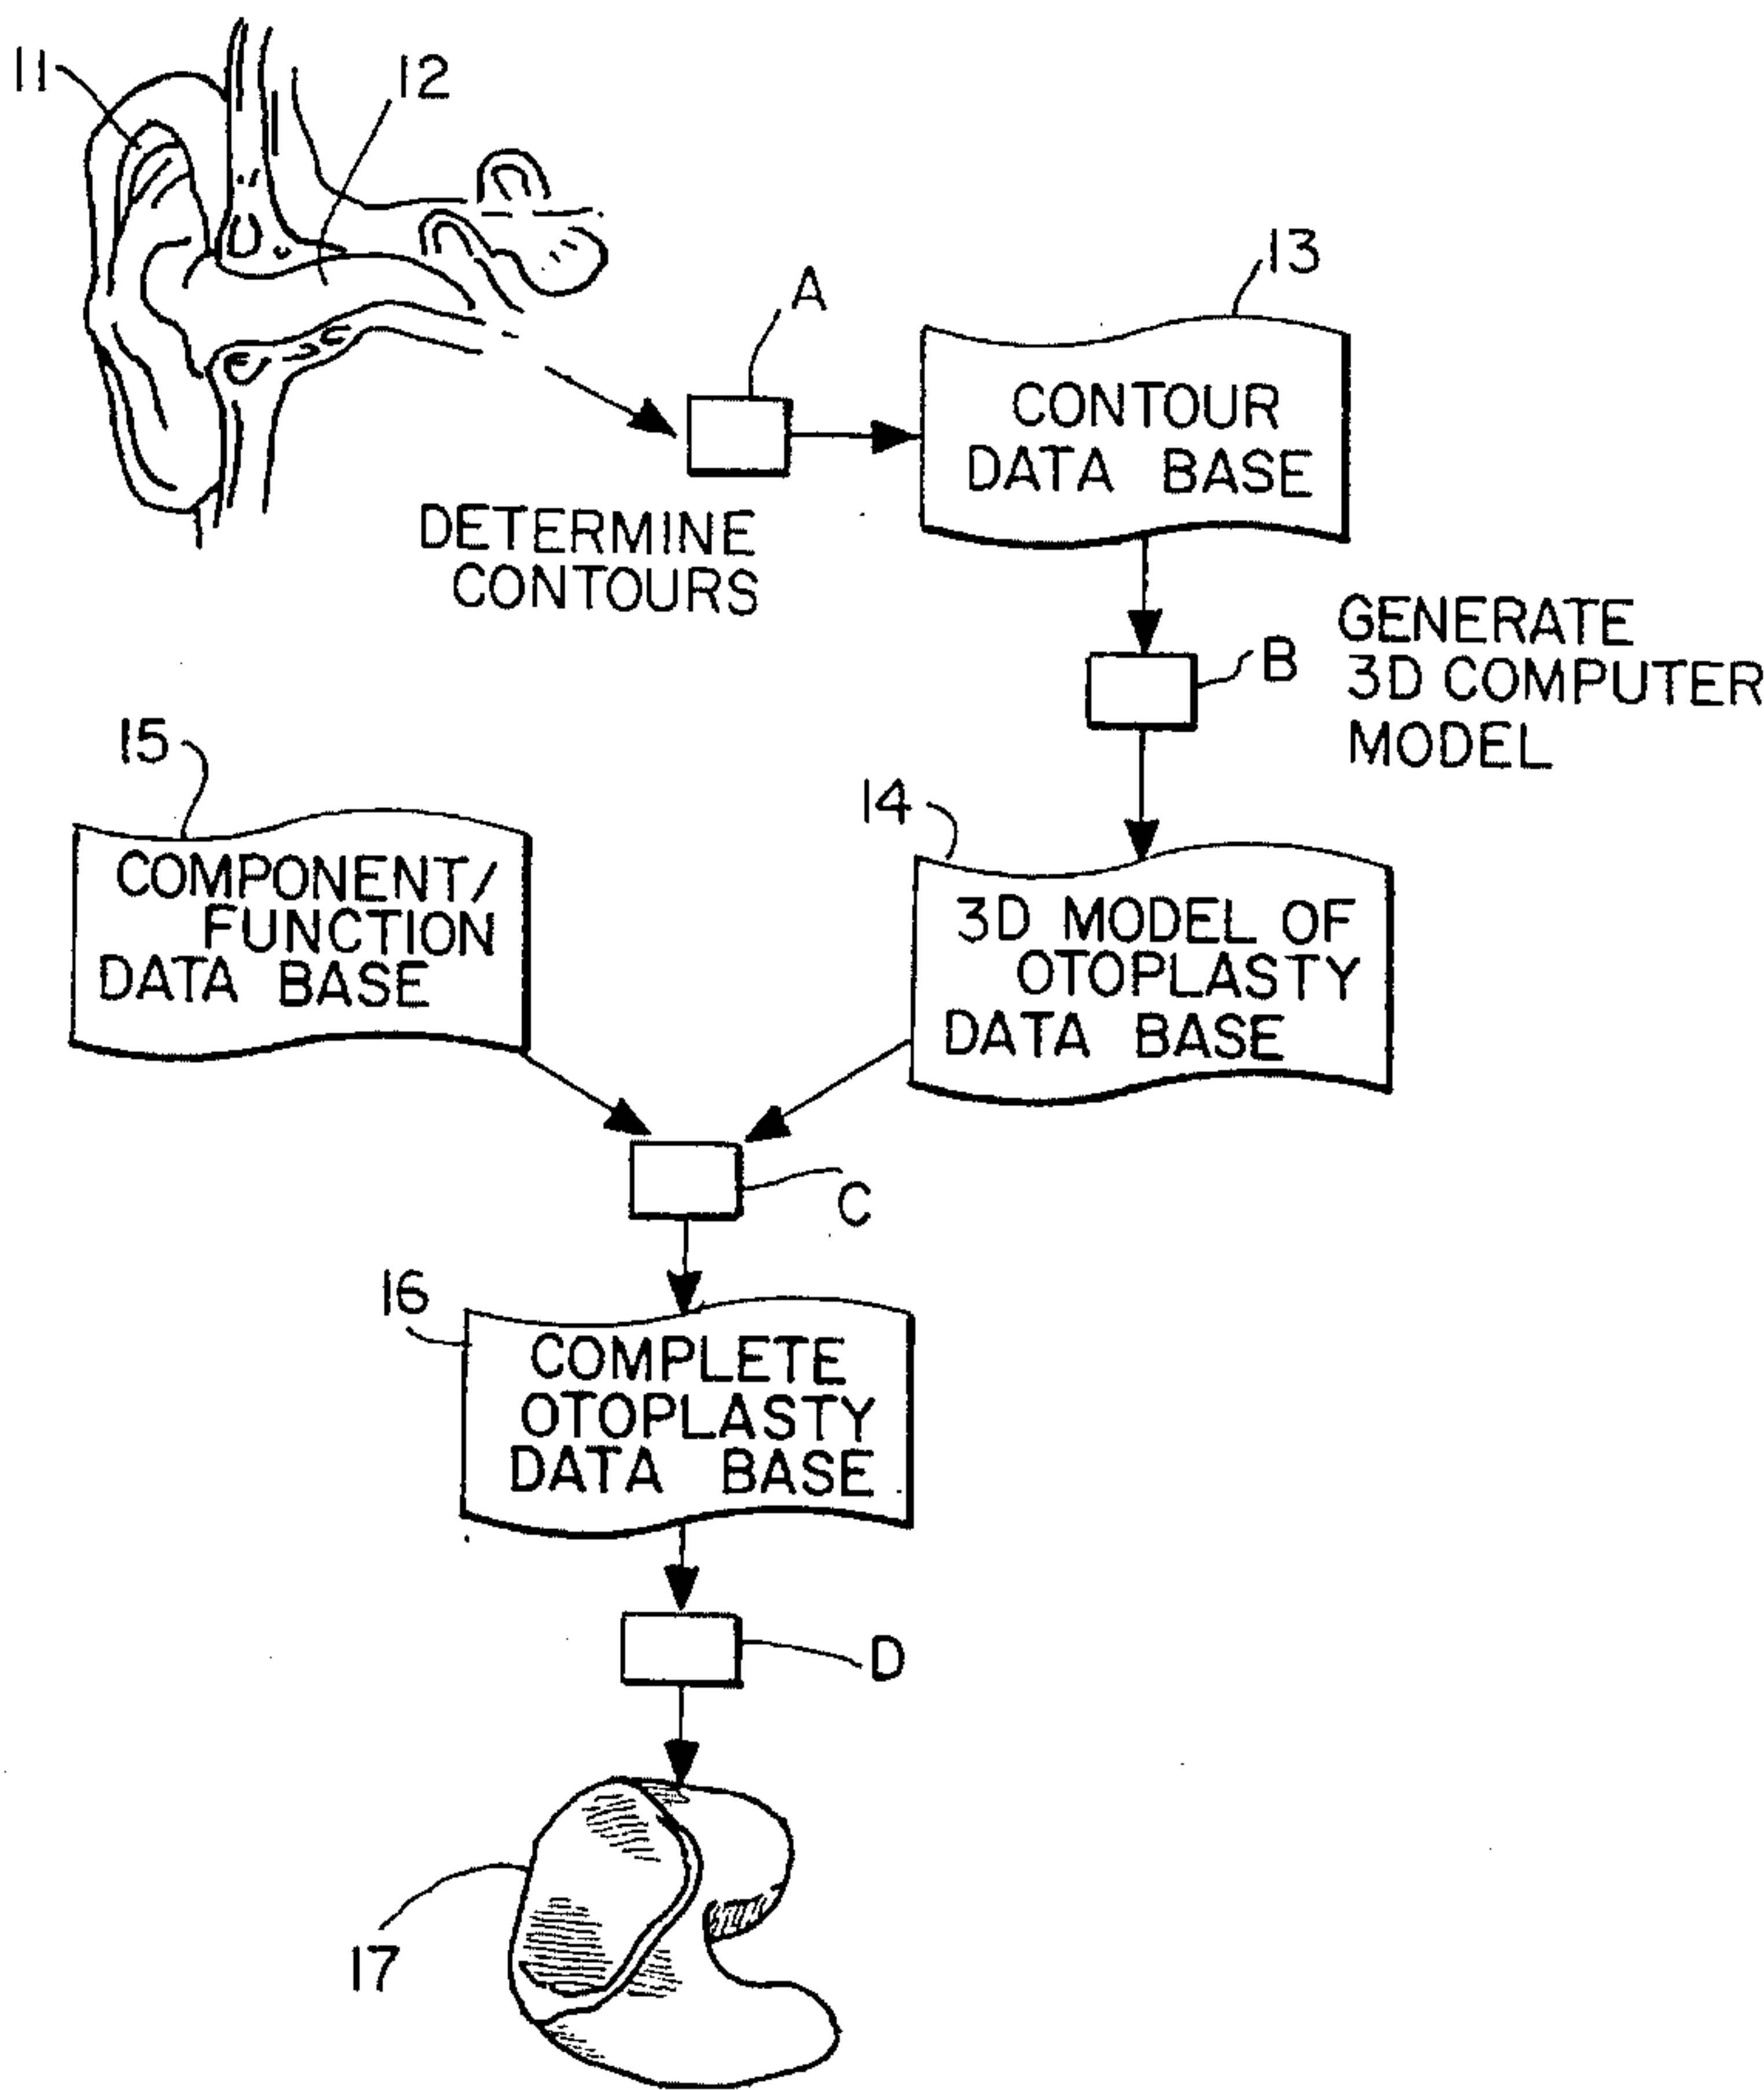 11
12
A
13
CONTOUR
DATA BASE
DETERMINE
CONTOURS
B
GENERATE
3D COMPUTER
MODEL
15
14
COMPONENT/
FUNCTION
DATA BASE
3D MODEL OF
OTOPLASTY
DATA BASE
C
16
COMPLETE
OTOPLASTY
DATA BASE
D
17